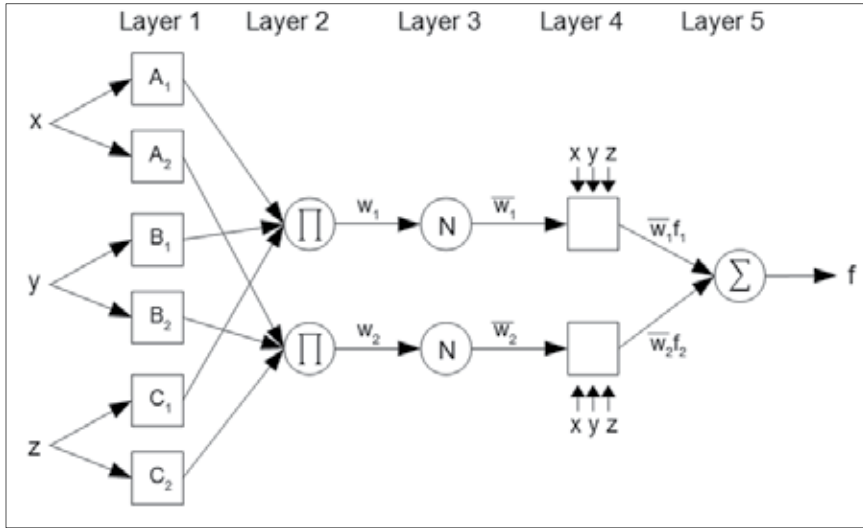 Layer 1 Layer 2 Layer 3 Layer 4 Layer 5
A₁
x
A₂
x y z
B₁
∏ w₁ N w̅₁ w̅₁f₁
y
∑ f
B₂
∏ w₂ N w̅₂ w̅₂f₂
C₁
x y z
z
C₂